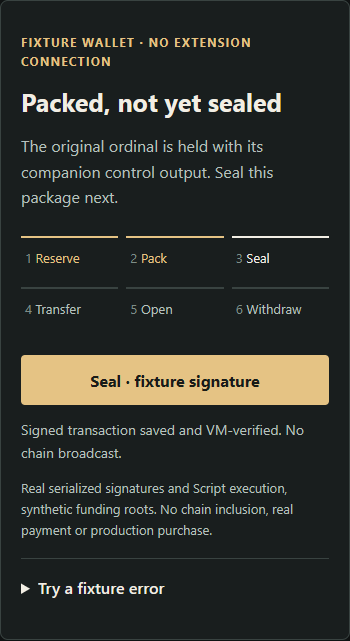 FIXTURE WALLET · NO EXTENSION
CONNECTION
Packed, not yet sealed
The original ordinal is held with its
companion control output. Seal this
package next.
1 Reserve
2 Pack
3 Seal
4 Transfer
5 Open
6 Withdraw
Seal · fixture signature
Signed transaction saved and VM-verified. No
chain broadcast.
Real serialized signatures and Script execution,
synthetic funding roots. No chain inclusion, real
payment or production purchase.
▶ Try a fixture error